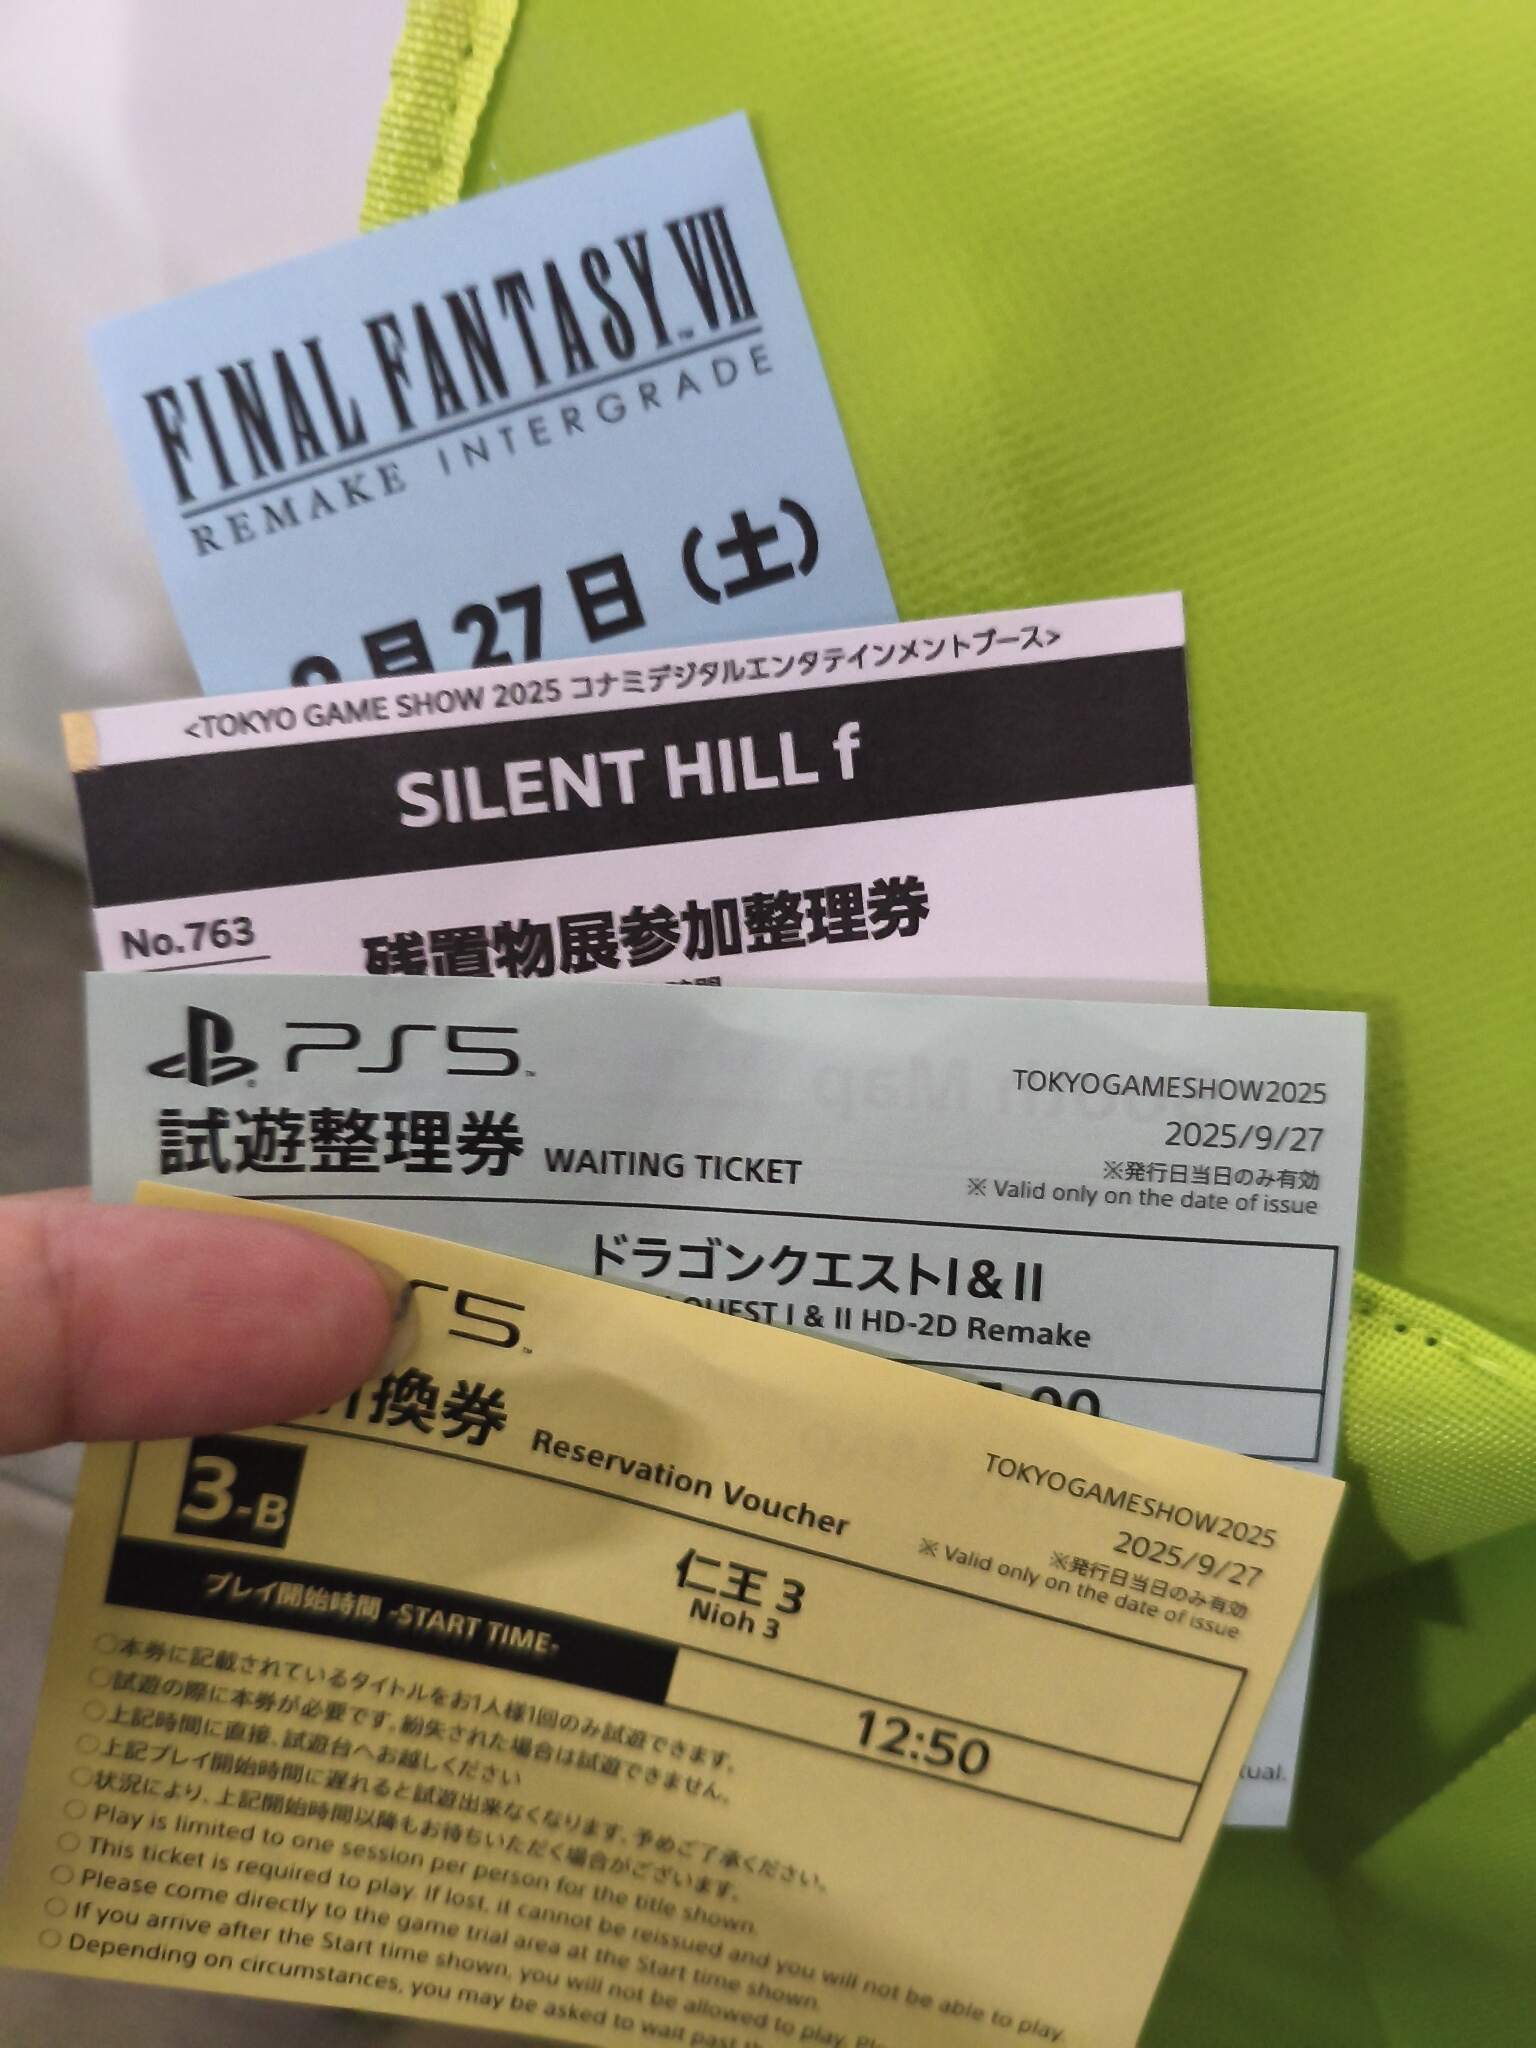 FINAL FANTASY™ VII
REMAKE INTERGRADE
9月27日（土）
<TOKYO GAME SHOW 2025 コナミデジタルエンタテインメントブース>
SILENT HILL f
No.763
残置物展参加整理券
PS5™
試遊整理券 WAITING TICKET
TOKYOGAMESHOW2025
2025/9/27
※発行日当日のみ有効
※ Valid only on the date of issue
ドラゴンクエストI&II
QUEST I & II HD-2D Remake
:00
S5™
引換券 Reservation Voucher
TOKYOGAMESHOW2025
2025/9/27
※発行日当日のみ有効
※ Valid only on the date of issue
3-B
仁王3
Nioh 3
プレイ開始時間 -START TIME-
12:50
○本券に記載されているタイトルをお1人様1回のみ試遊できます。
○試遊の際に本券が必要です。紛失された場合は試遊できません。
○上記時間に直接、試遊台へお越しください
○上記プレイ開始時間に遅れると試遊出来なくなります、予めご了承ください。
○状況により、上記開始時間以降もお待ちいただく場合がございます。
○ Play is limited to one session per person for the title shown.
○ This ticket is required to play. If lost, it cannot be reissued and you will not be able to play.
○ Please come directly to the game trial area at the Start time shown.
○ If you arrive after the Start time shown, you will not be allowed to play.
○ Depending on circumstances, you may be asked to wait past